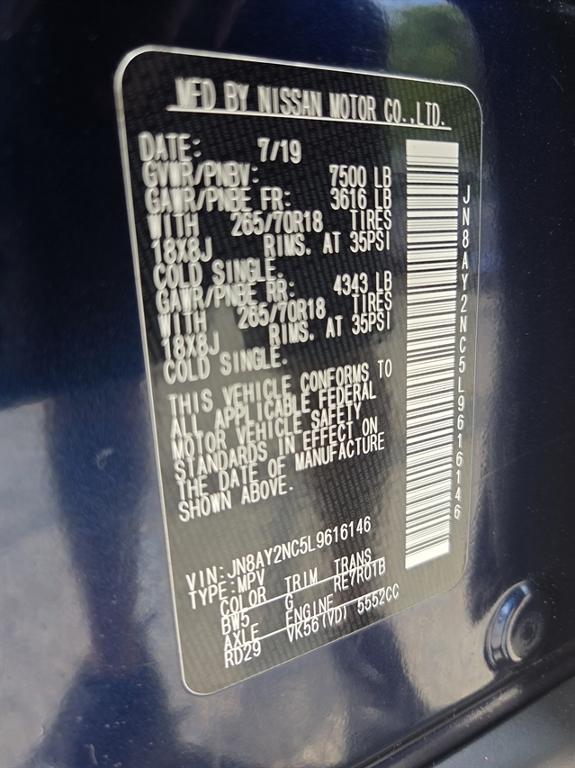 MFD BY NISSAN MOTOR CO.,LTD.
DATE: 7/19
GVWR/PNBV: 7500 LB
GAWR/PNBE FR: 3616 LB
WITH 265/70R18 TIRES
18X8J RIMS. AT 35PSI
COLD SINGLE.
GAWR/PNBE RR: 4343 LB
WITH 265/70R18 TIRES
18X8J RIMS. AT 35PSI
COLD SINGLE.
THIS VEHICLE CONFORMS TO
ALL APPLICABLE FEDERAL
MOTOR VEHICLE SAFETY
STANDARDS IN EFFECT ON
THE DATE OF MANUFACTURE
SHOWN ABOVE.
VIN:JN8AY2NC5L9616146
TYPE:MPV
COLOR TRIM TRANS
BW5 G RE7R01B
AXLE ENGINE
RD29 VK56(VD) 5552CC
JN8AY2NC5L9616146